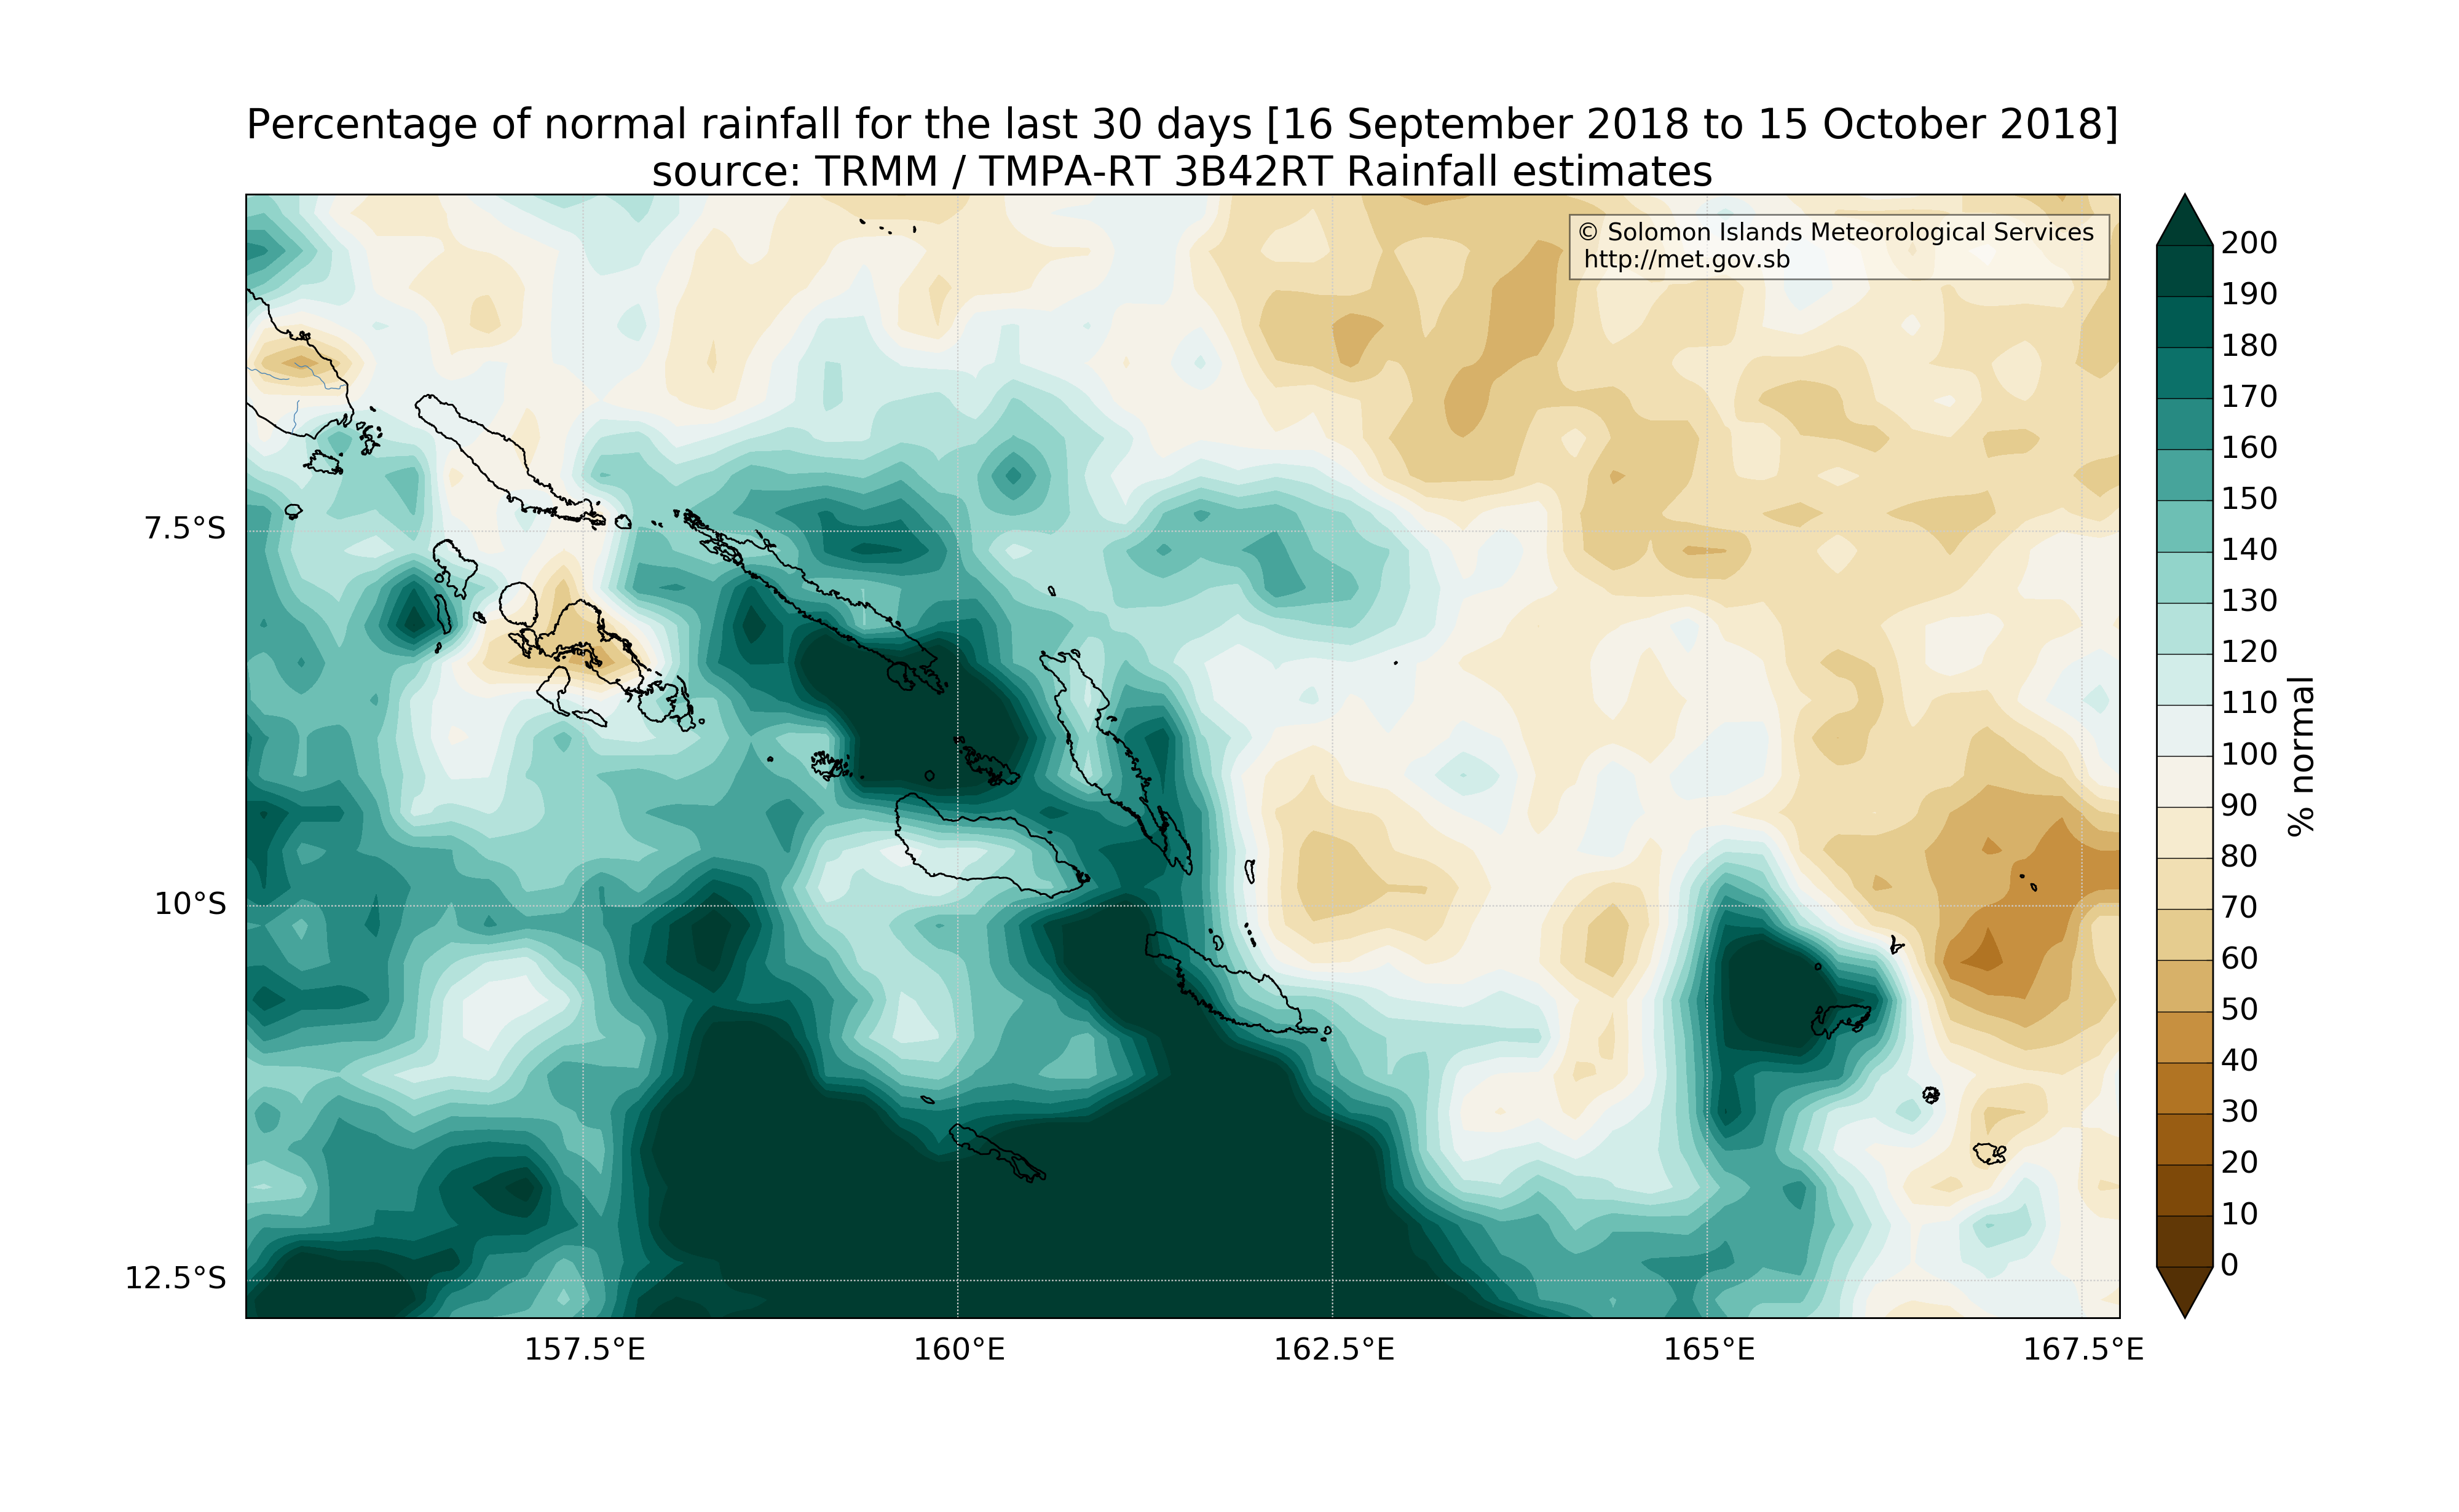 Percentage of normal rainfall for the last 30 days [16 September 2018 to 15 October 2018]
source: TRMM / TMPA-RT 3B42RT Rainfall estimates
© Solomon Islands Meteorological Services
http://met.gov.sb
7.5°S
10°S
12.5°S
157.5°E
160°E
162.5°E
165°E
167.5°E
200
190
180
170
160
150
140
130
120
110
100
90
80
70
60
50
40
30
20
10
0
% normal